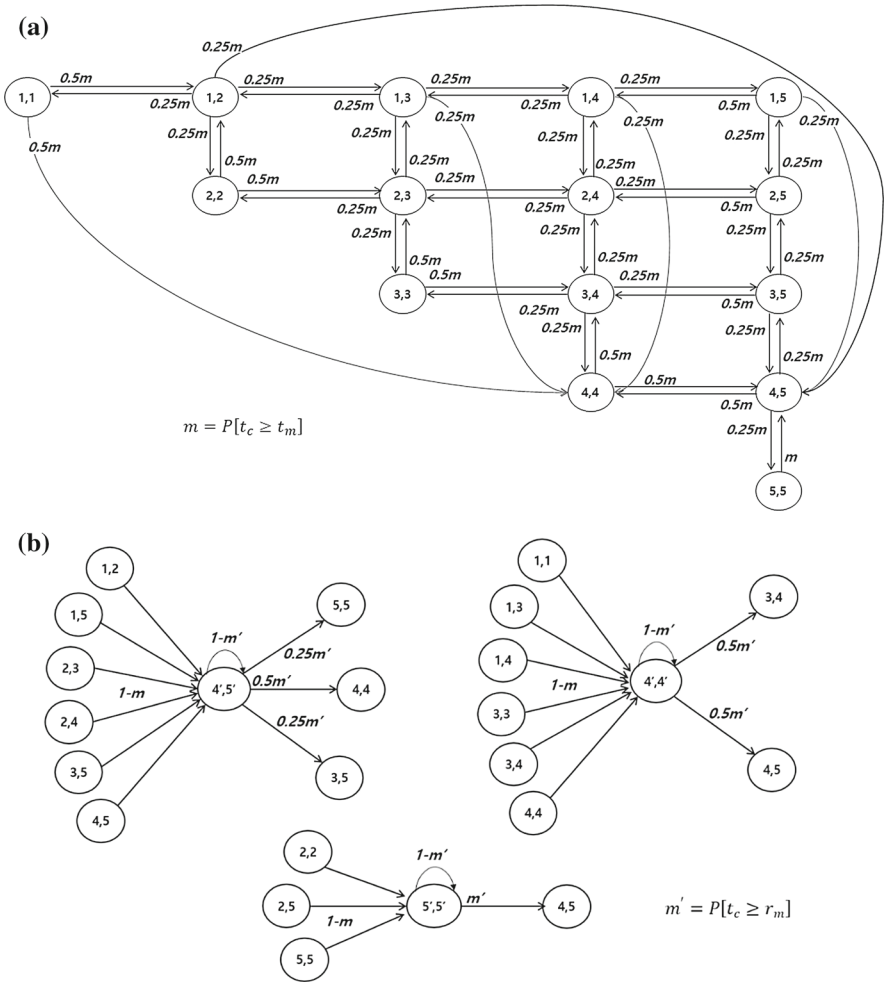 (a)
0.25m
0.5m 0.25m 0.25m 0.25m
1,1 1,2 1,3 1,4 1,5
0.25m 0.25m 0.25m 0.5m
0.5m 0.25m 0.25m 0.25m 0.25m 0.25m 0.25m 0.25m
0.5m 0.25m 0.25m 0.25m
0.5m 0.25m 0.25m
2,2 2,3 2,4 2,5
0.25m 0.25m 0.5m
0.25m 0.25m 0.25m
0.5m 0.25m 0.25m
0.5m 0.25m
3,3 3,4 3,5
0.25m 0.5m
0.25m 0.25m
0.5m 0.25m
0.5m
4,4 4,5
0.5m
m = P[t_c ≥ t_m]
0.25m
m
5,5
(b)
1,2
1,5
2,3
2,4
3,5
4,5
1-m
1-m′
4′,5′
0.25m′
0.5m′
0.25m′
5,5
4,4
3,5
1,1
1,3
1,4
3,3
3,4
4,4
1-m
1-m′
4′,4′
0.5m′
0.5m′
3,4
4,5
2,2
2,5
5,5
1-m
1-m′
5′,5′
m′
4,5
m′ = P[t_c ≥ r_m]